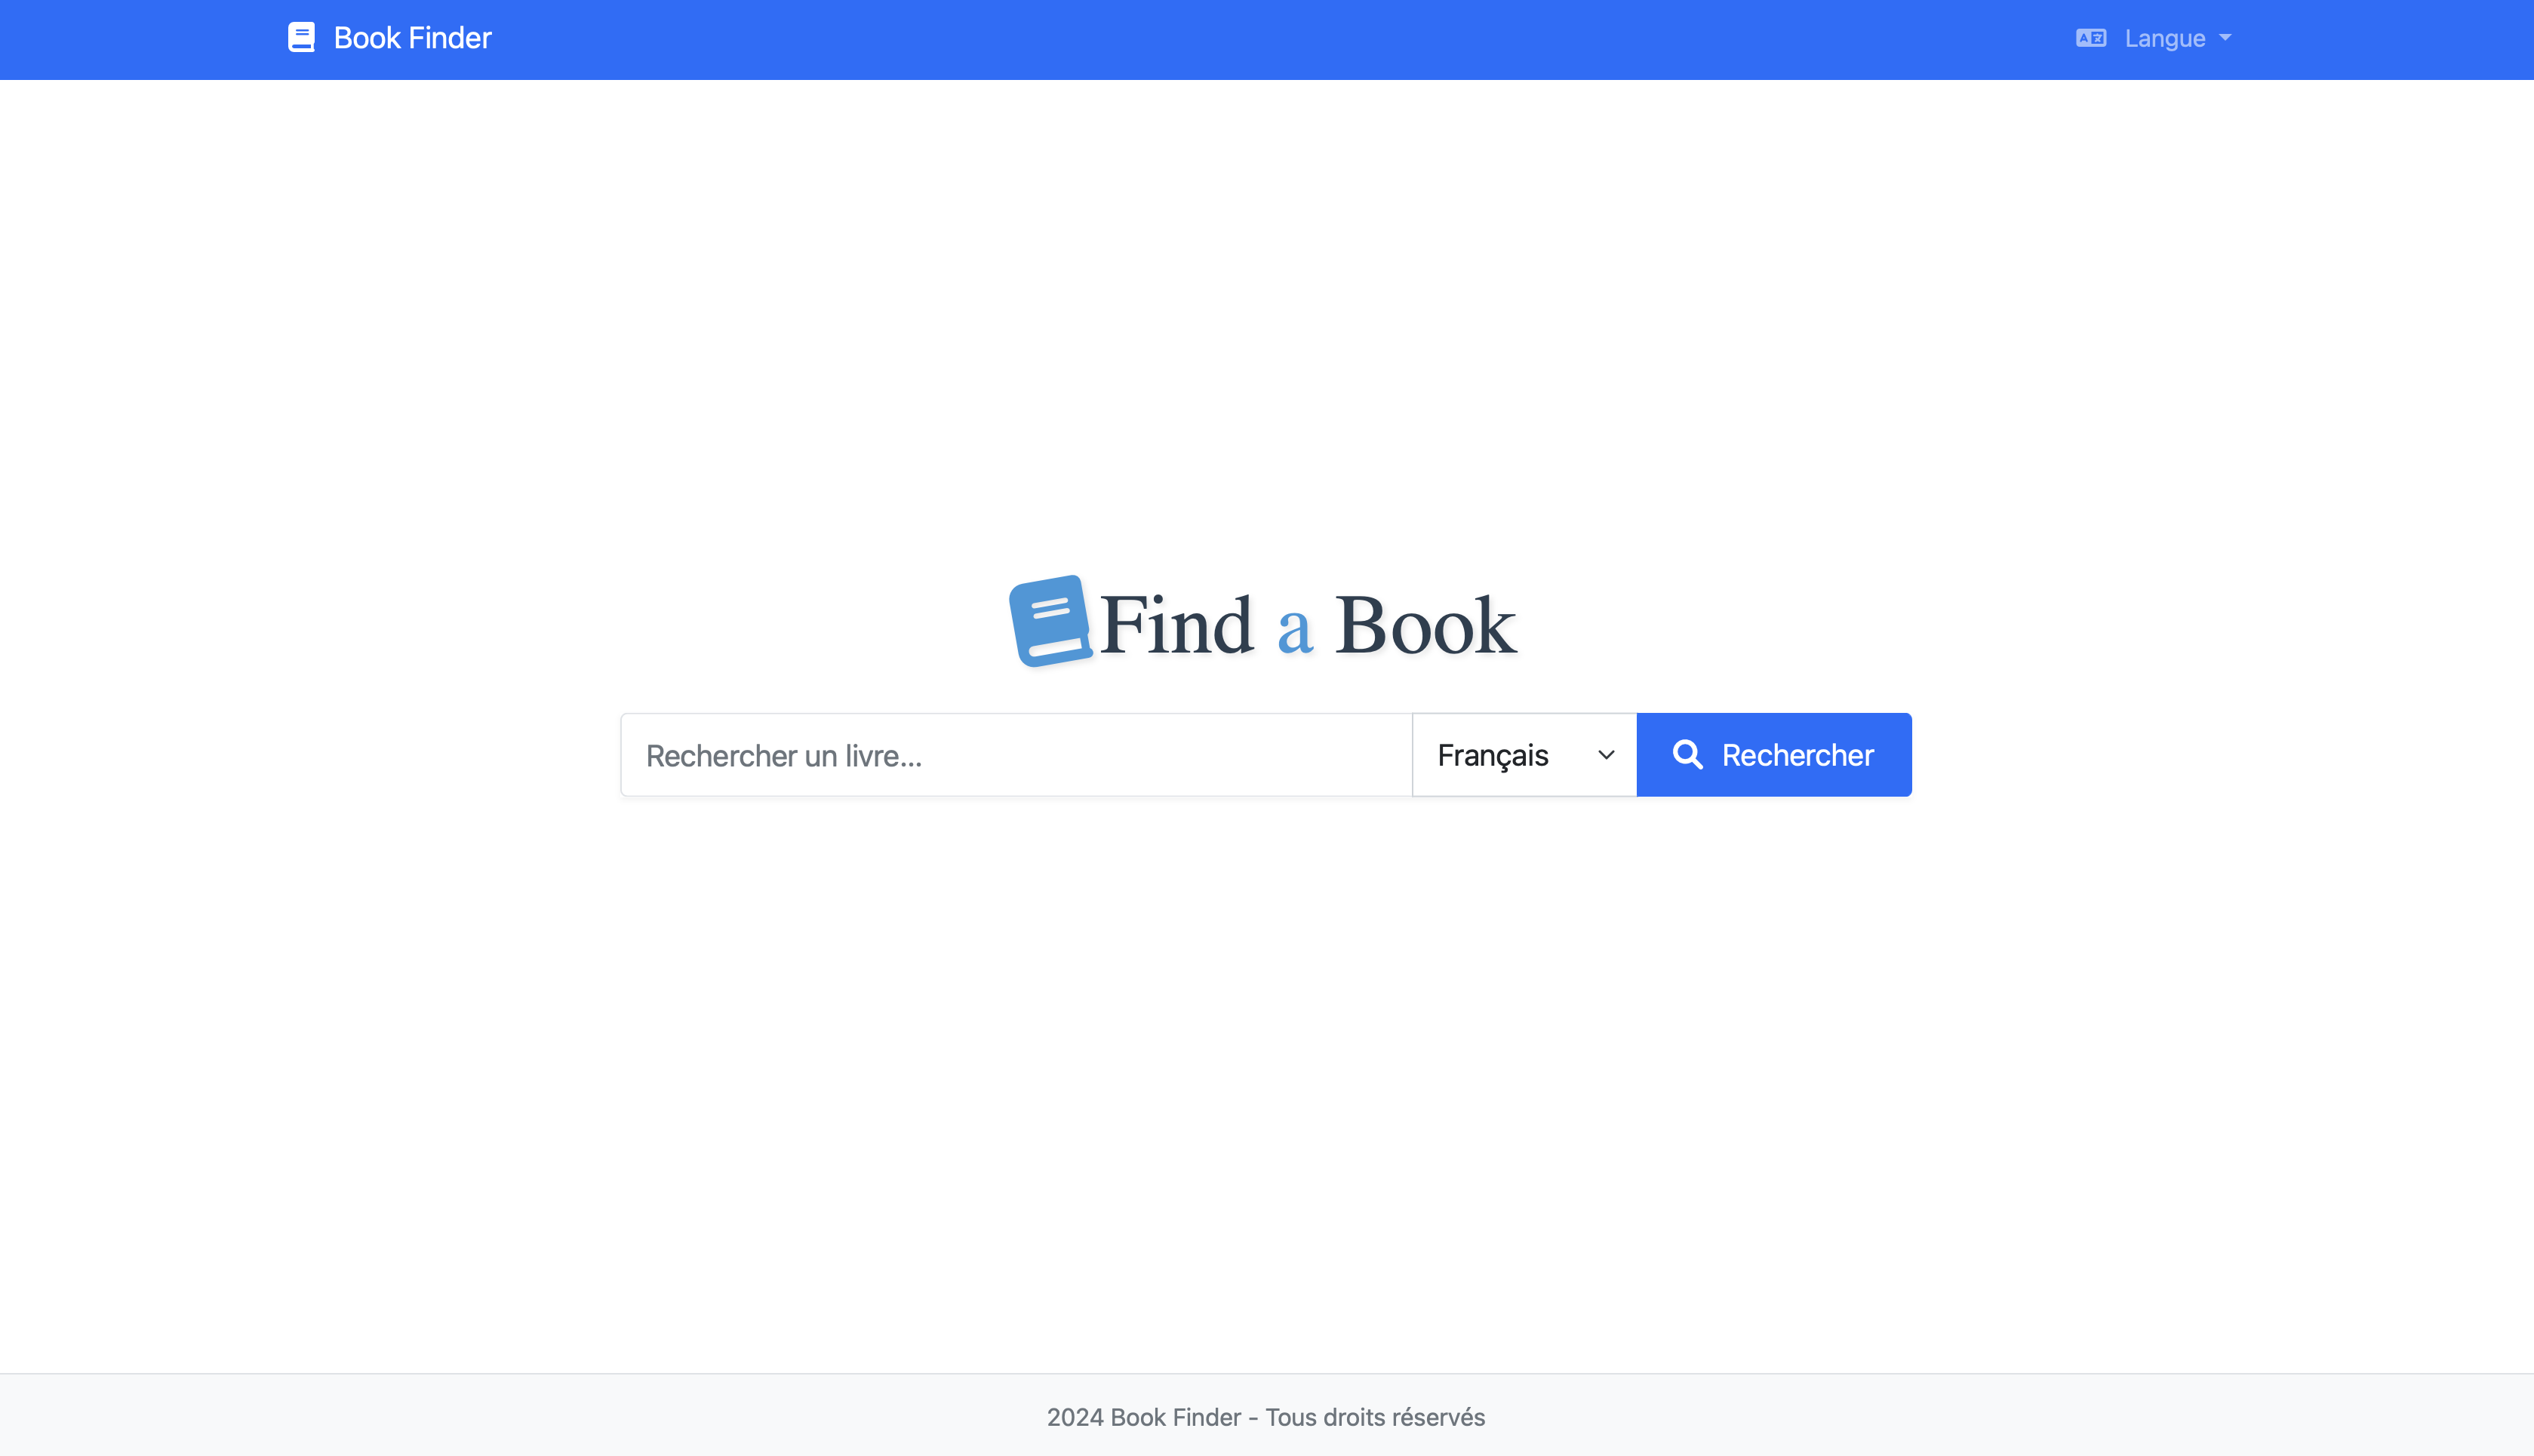 Book Finder
Langue
Find a Book
Rechercher un livre...
Français
Rechercher
2024 Book Finder - Tous droits réservés